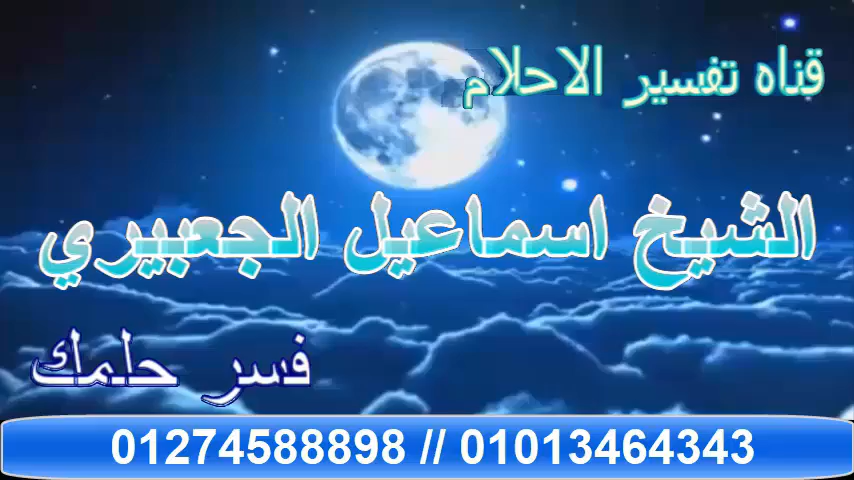 قناه تفسير الاحلام
الشيخ اسماعيل الجعبيري
فسر حلمك
01274588898 // 01013464343